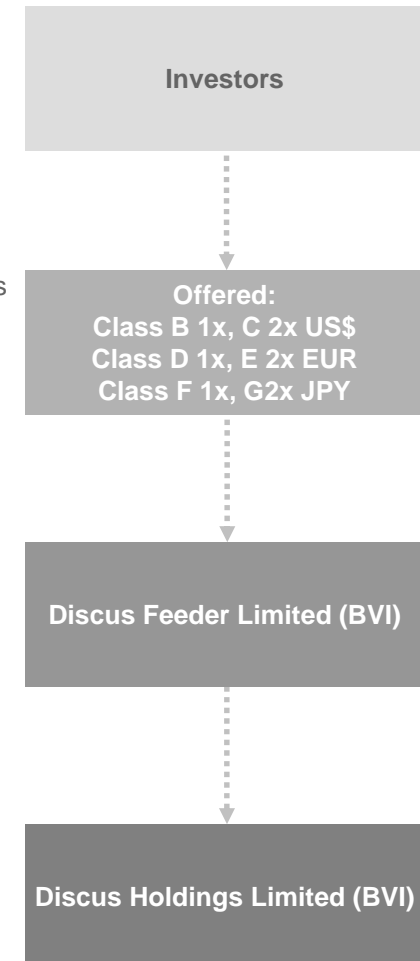 Investors
s
Offered:
Class B 1x, C 2x US$
Class D 1x, E 2x EUR
Class F 1x, G2x JPY
Discus Feeder Limited (BVI)
Discus Holdings Limited (BVI)